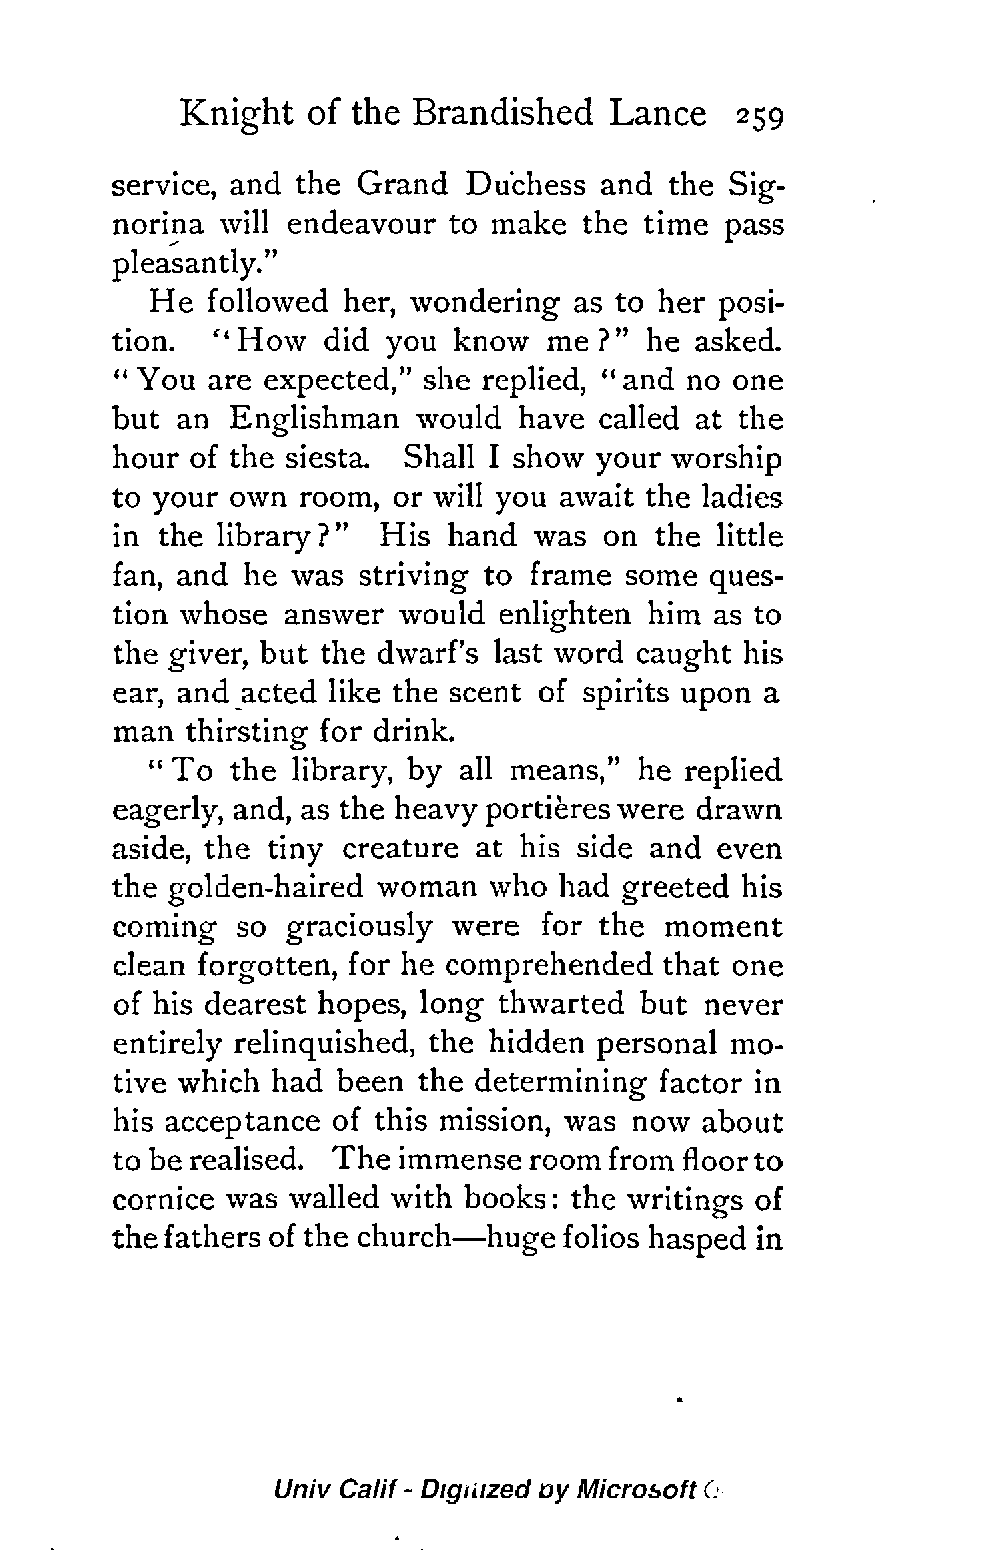 Knight of the Brandished Lance 259
service, and the Grand Duchess and the Sig-
norina will endeavour to make the time pass
pleasantly."
He followed her, wondering as to her posi-
tion. "How did you know me?" he asked.
"You are expected," she replied, "and no one
but an Englishman would have called at the
hour of the siesta. Shall I show your worship
to your own room, or will you await the ladies
in the library?" His hand was on the little
fan, and he was striving to frame some ques-
tion whose answer would enlighten him as to
the giver, but the dwarf's last word caught his
ear, and acted like the scent of spirits upon a
man thirsting for drink.
"To the library, by all means," he replied
eagerly, and, as the heavy portières were drawn
aside, the tiny creature at his side and even
the golden-haired woman who had greeted his
coming so graciously were for the moment
clean forgotten, for he comprehended that one
of his dearest hopes, long thwarted but never
entirely relinquished, the hidden personal mo-
tive which had been the determining factor in
his acceptance of this mission, was now about
to be realised. The immense room from floor to
cornice was walled with books: the writings of
the fathers of the church—huge folios hasped in
Univ Calif - Digitized by Microsoft